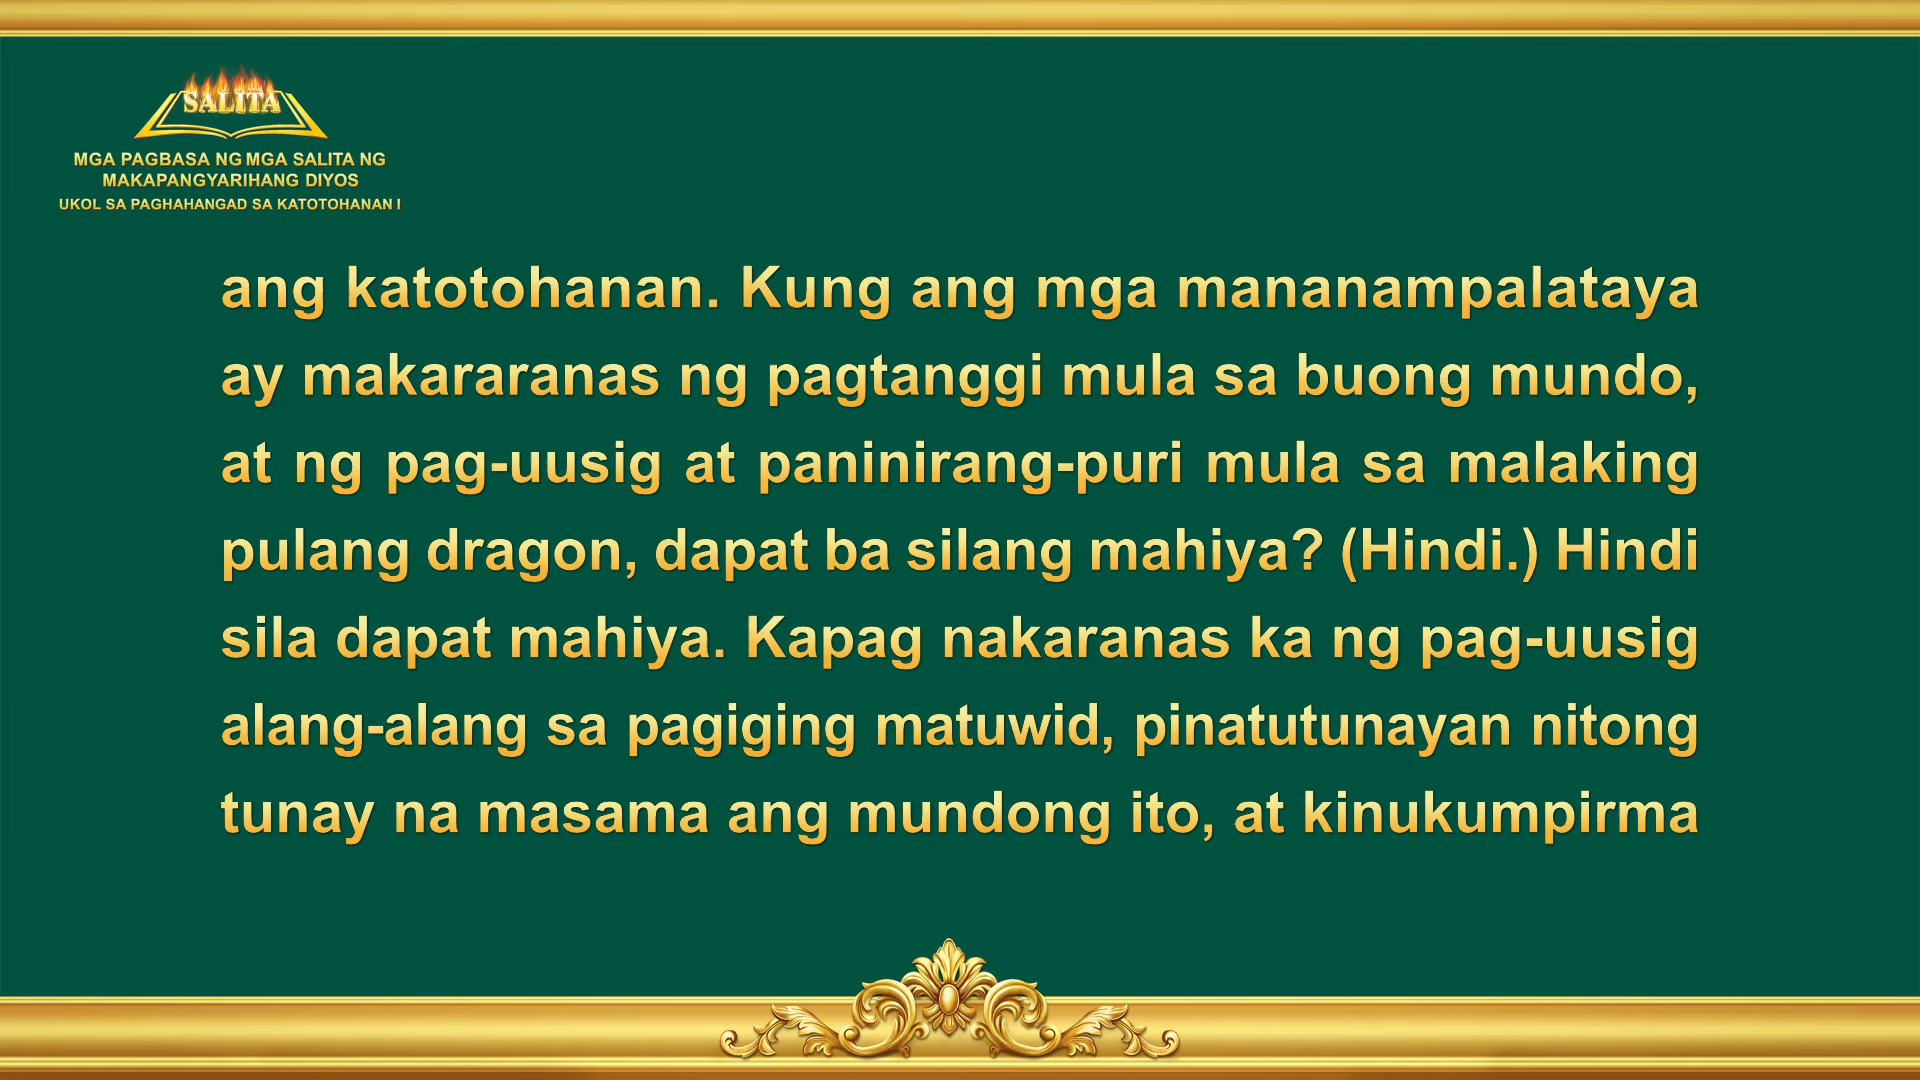 SALITA
MGA PAGBASA NG MGA SALITA NG
MAKAPANGYARIHANG DIYOS
UKOL SA PAGHAHANGAD SA KATOTOHANAN I
ang katotohanan. Kung ang mga mananampalataya
ay makararanas ng pagtanggi mula sa buong mundo,
at ng pag-uusig at paninirang-puri mula sa malaking
pulang dragon, dapat ba silang mahiya? (Hindi.) Hindi
sila dapat mahiya. Kapag nakaranas ka ng pag-uusig
alang-alang sa pagiging matuwid, pinatutunayan nitong
tunay na masama ang mundong ito, at kinukumpirma